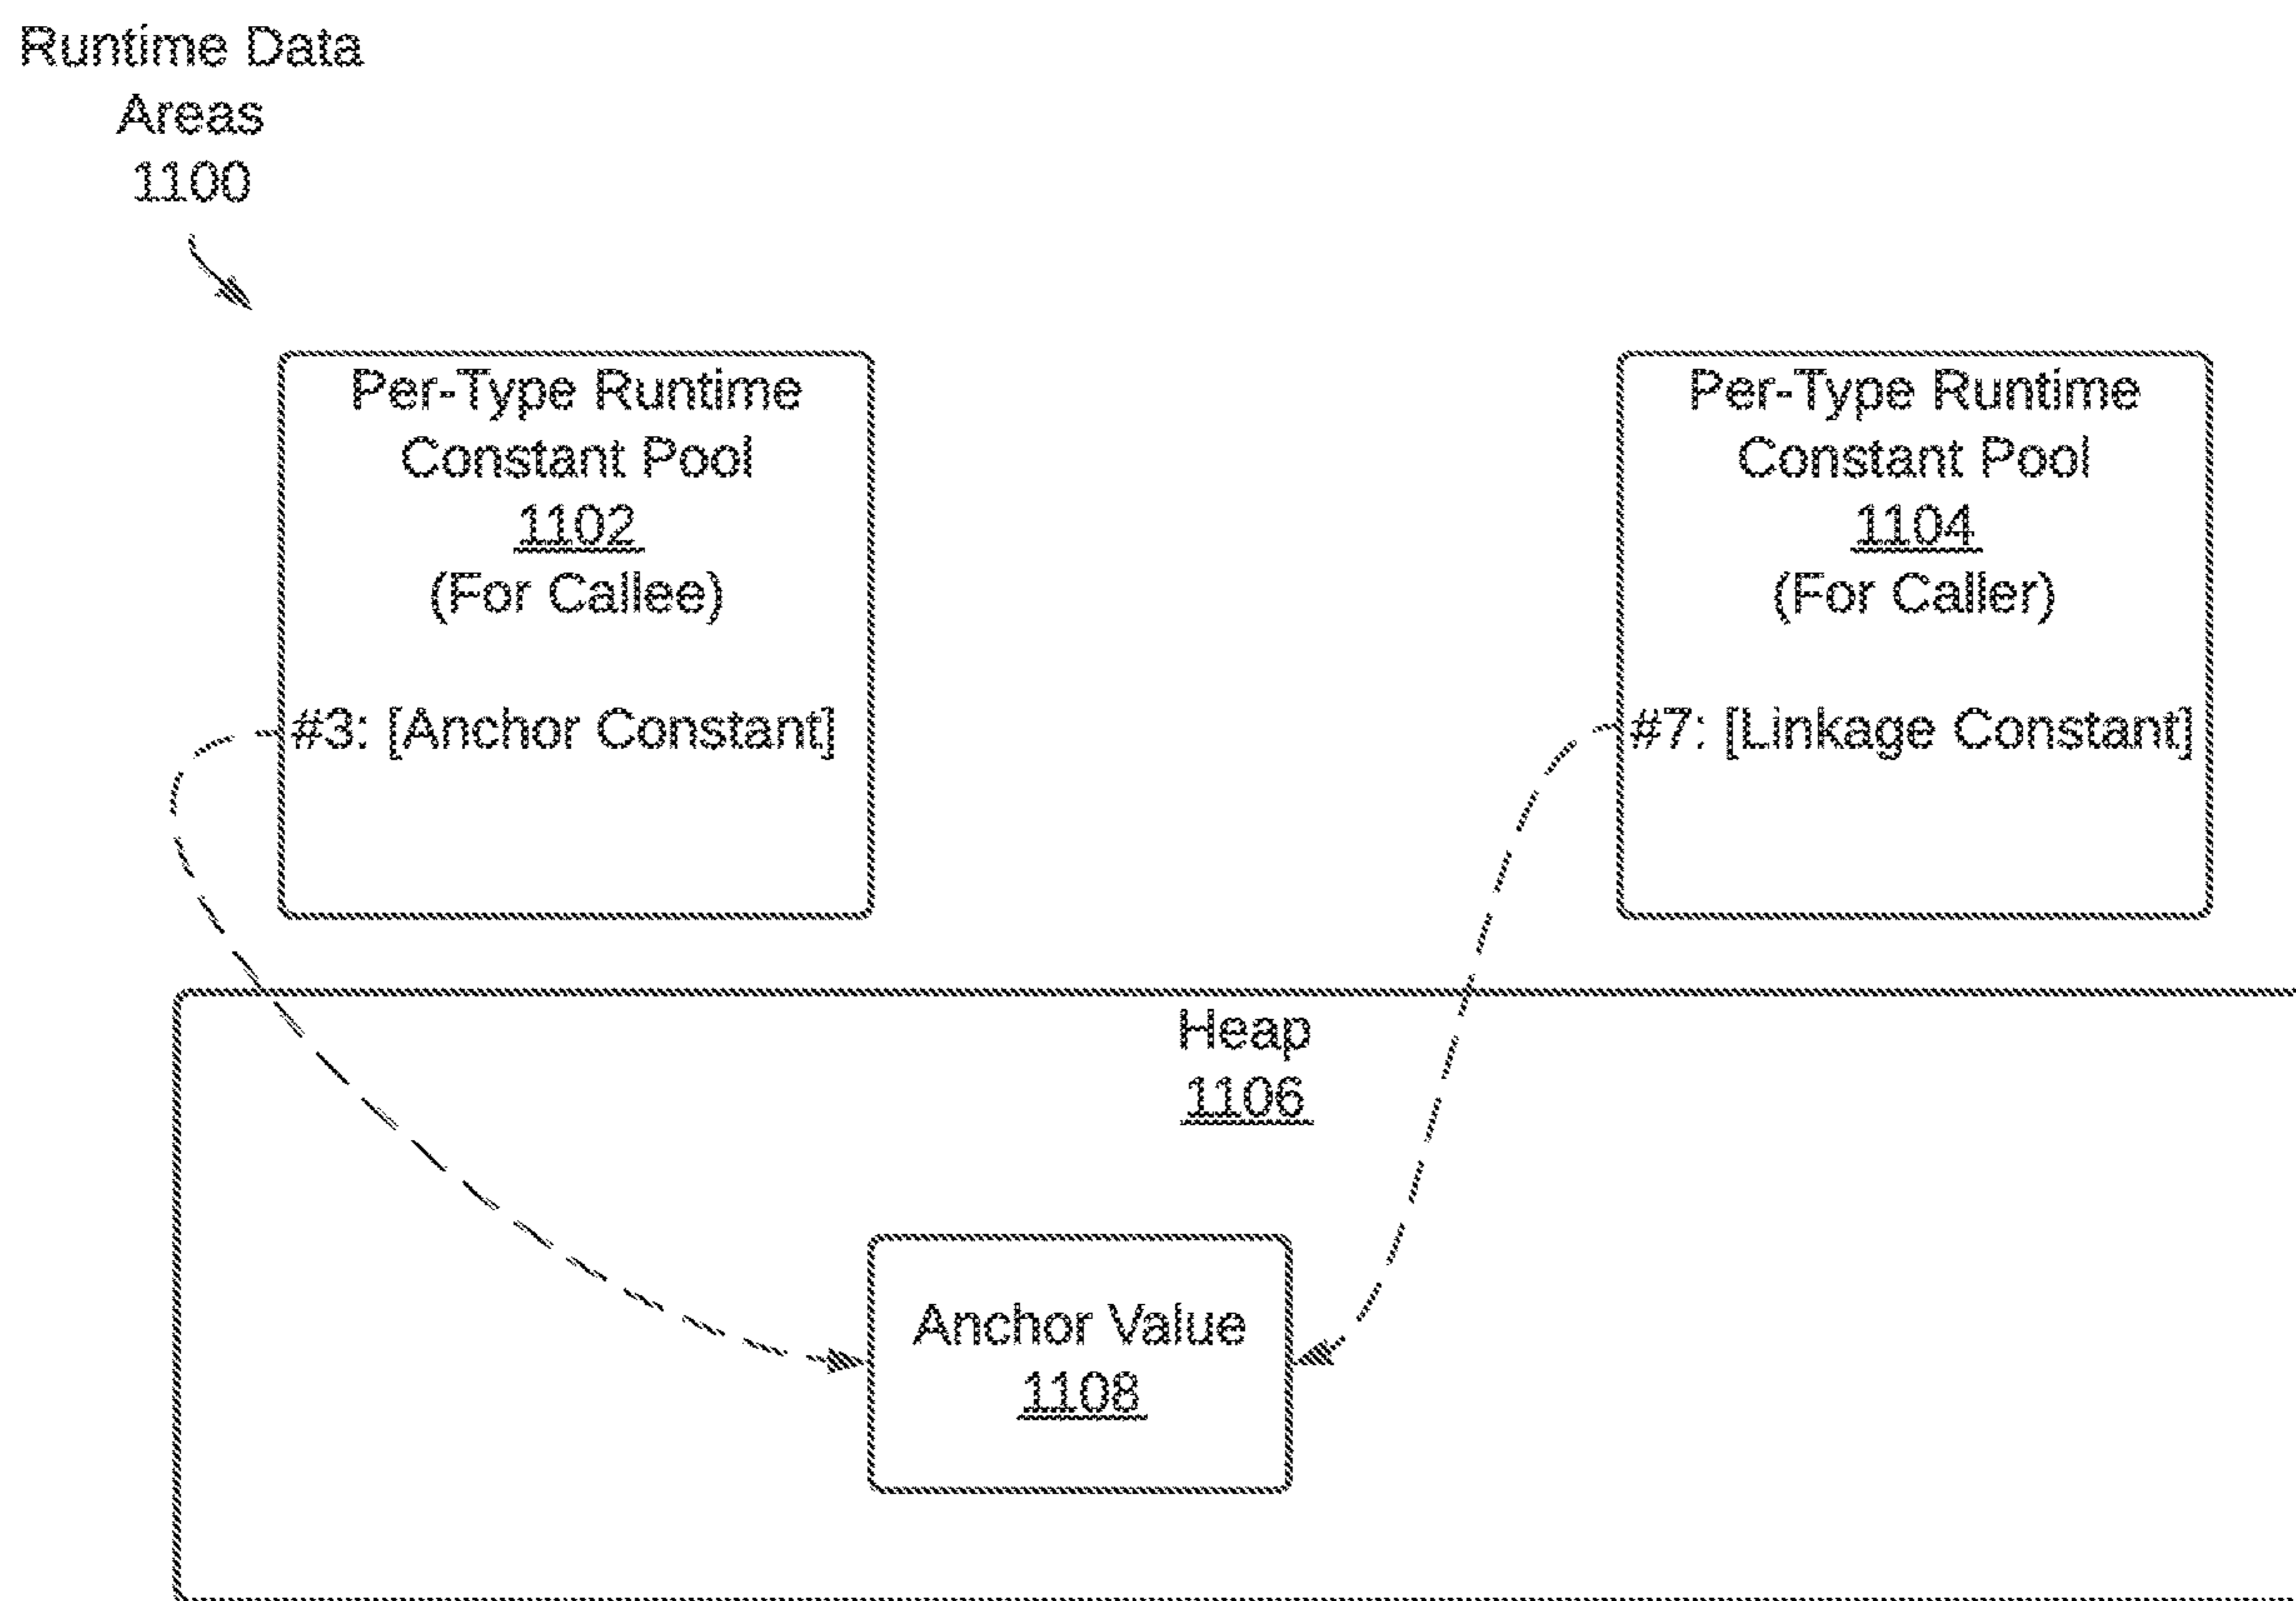 Runtime Data
Areas
1100
Per-Type Runtime
Constant Pool
1102
(For Callee)
#3: [Anchor Constant]
Per-Type Runtime
Constant Pool
1104
(For Caller)
#7: [Linkage Constant]
Heap
1106
Anchor Value
1108